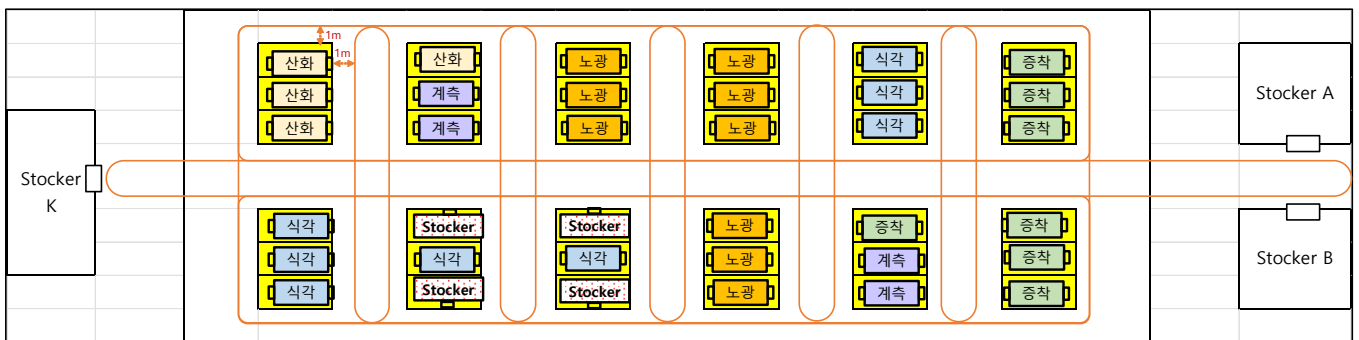 1m
1m
산화 산화 노광 노광 식각 증착
산화 계측 노광 노광 식각 증착
산화 계측 노광 노광 식각 증착
Stocker A
Stocker
K
식각 Stocker Stocker 노광 증착 증착
식각 식각 식각 노광 계측 증착
식각 Stocker Stocker 노광 계측 증착
Stocker B